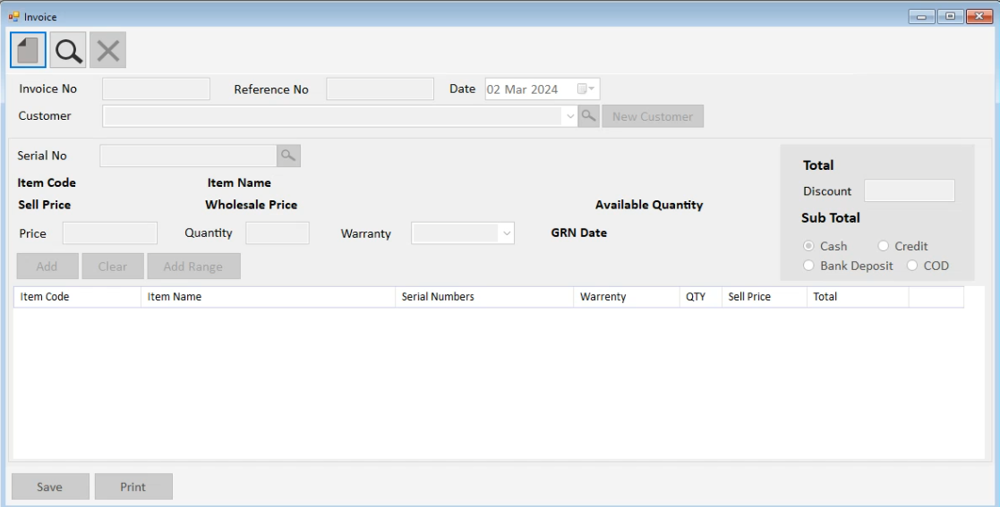 Invoice
Invoice No Reference No Date 02 Mar 2024
Customer New Customer
Serial No
Total
Item Code Item Name
Discount
Sell Price Wholesale Price Available Quantity
Sub Total
Price Quantity Warranty GRN Date
Cash Credit
Add Clear Add Range
Bank Deposit COD
Item Code Item Name Serial Numbers Warrenty QTY Sell Price Total
Save Print